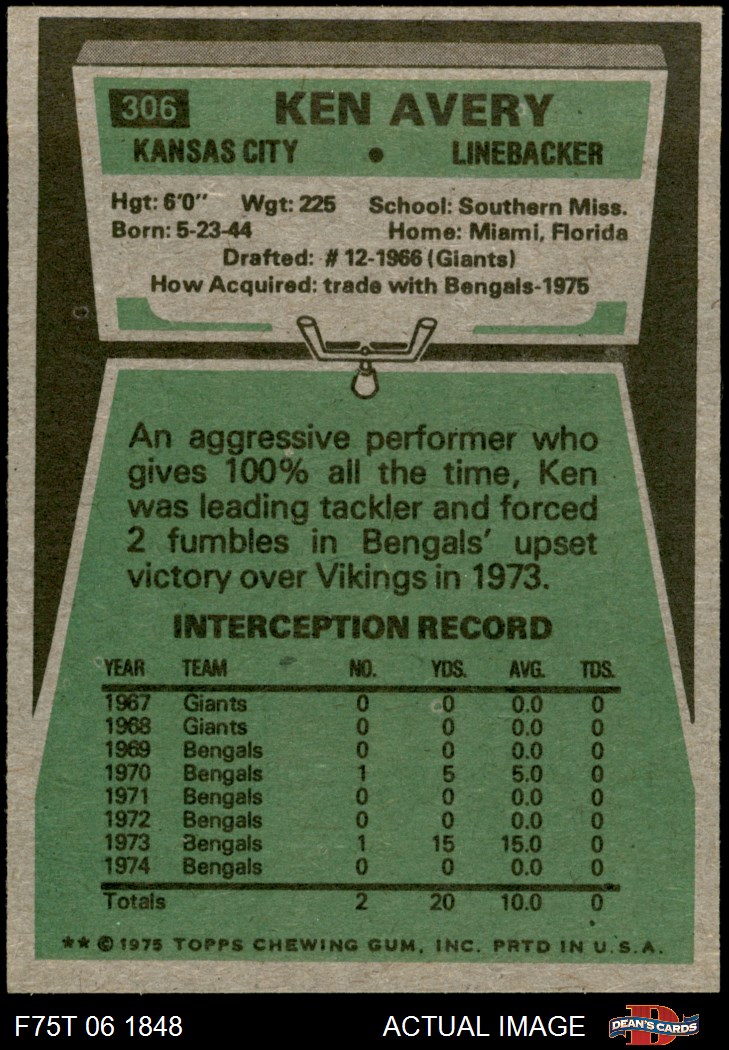 306 KEN AVERY
KANSAS CITY • LINEBACKER
Hgt: 6'0" Wgt: 225 School: Southern Miss.
Born: 5-23-44 Home: Miami, Florida
Drafted: # 12-1966 (Giants)
How Acquired: trade with Bengals-1975
An aggressive performer who
gives 100% all the time, Ken
was leading tackler and forced
2 fumbles in Bengals' upset
victory over Vikings in 1973.
INTERCEPTION RECORD
YEAR TEAM NO. YDS. AVG. TDS.
1967 Giants 0 0 0.0 0
1968 Giants 0 0 0.0 0
1969 Bengals 0 0 0.0 0
1970 Bengals 1 5 5.0 0
1971 Bengals 0 0 0.0 0
1972 Bengals 0 0 0.0 0
1973 Bengals 1 15 15.0 0
1974 Bengals 0 0 0.0 0
Totals 2 20 10.0 0
** © 1975 TOPPS CHEWING GUM, INC. PRTD IN U.S.A.
F75T 06 1848 ACTUAL IMAGE DEAN'S CARDS